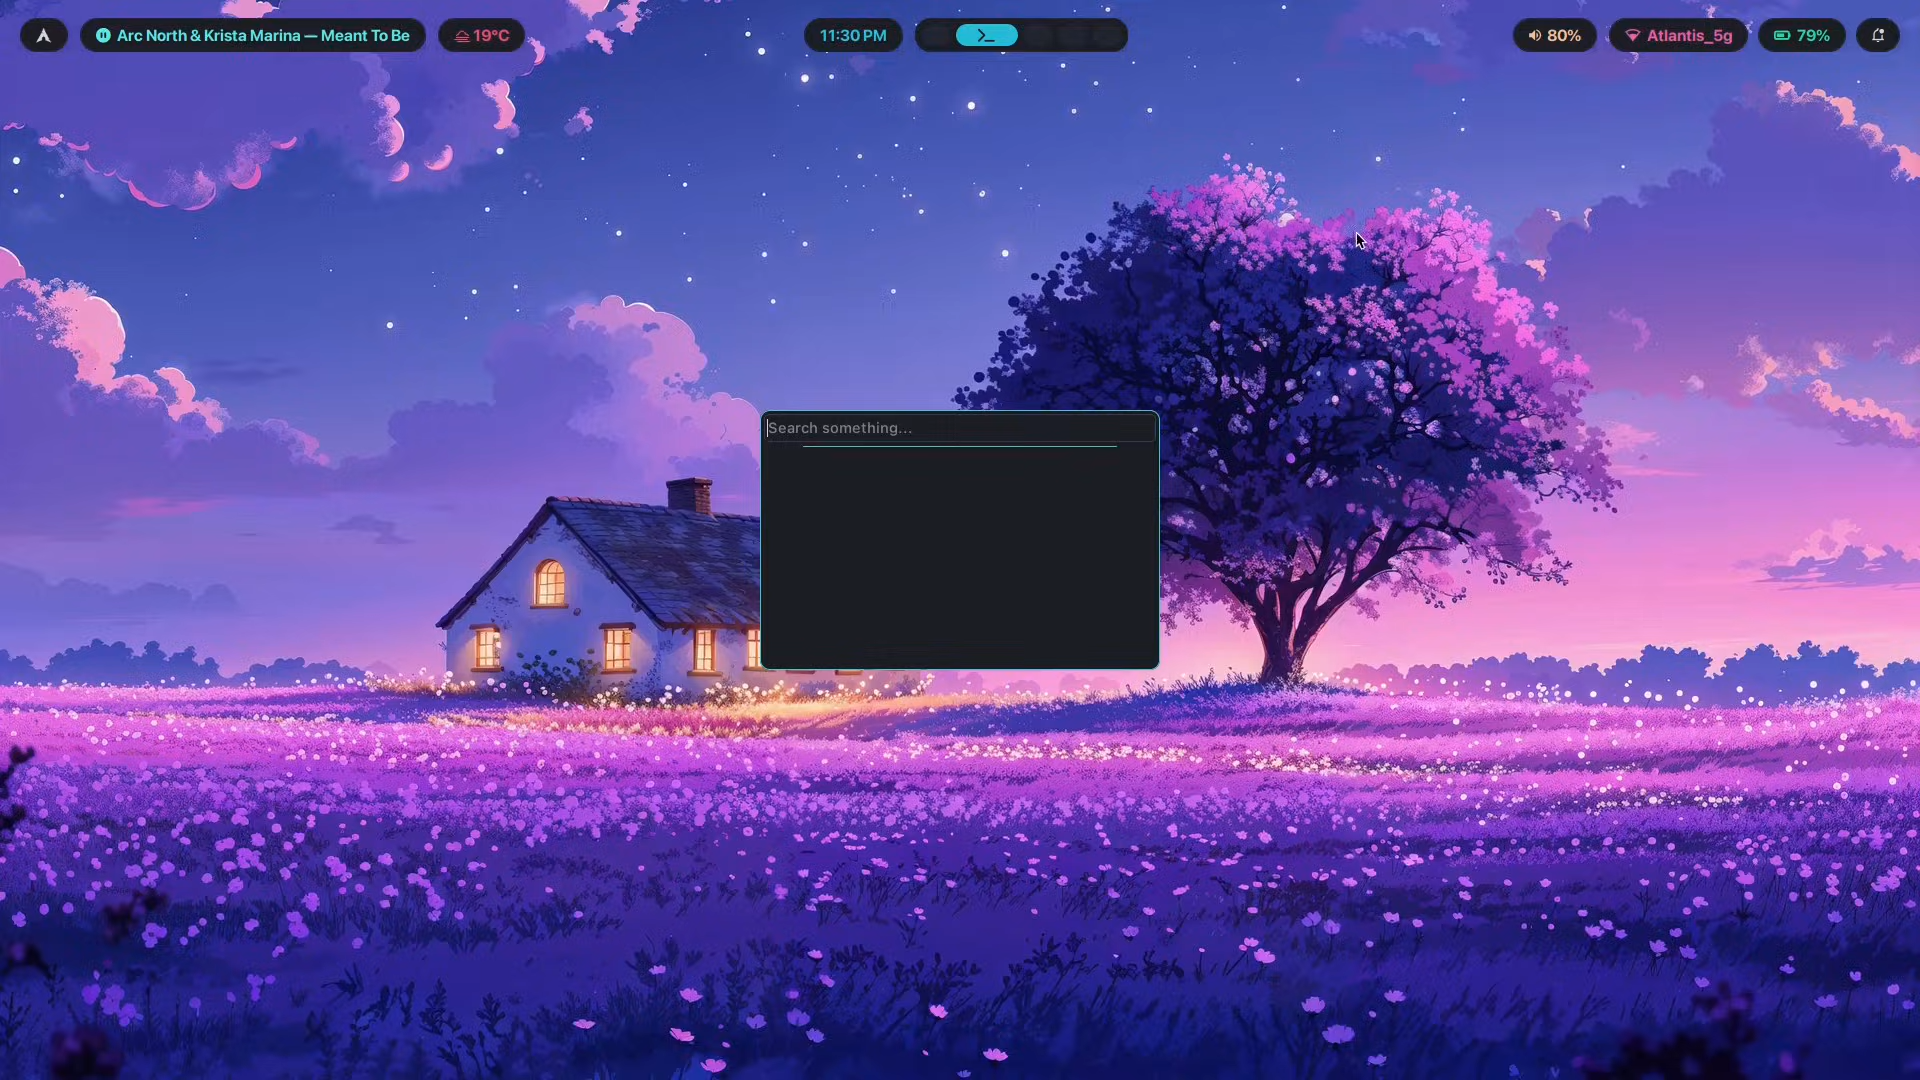 Arc North & Krista Marina — Meant To Be
19°C
11:30 PM
80%
Atlantis_5g
79%
Search something...